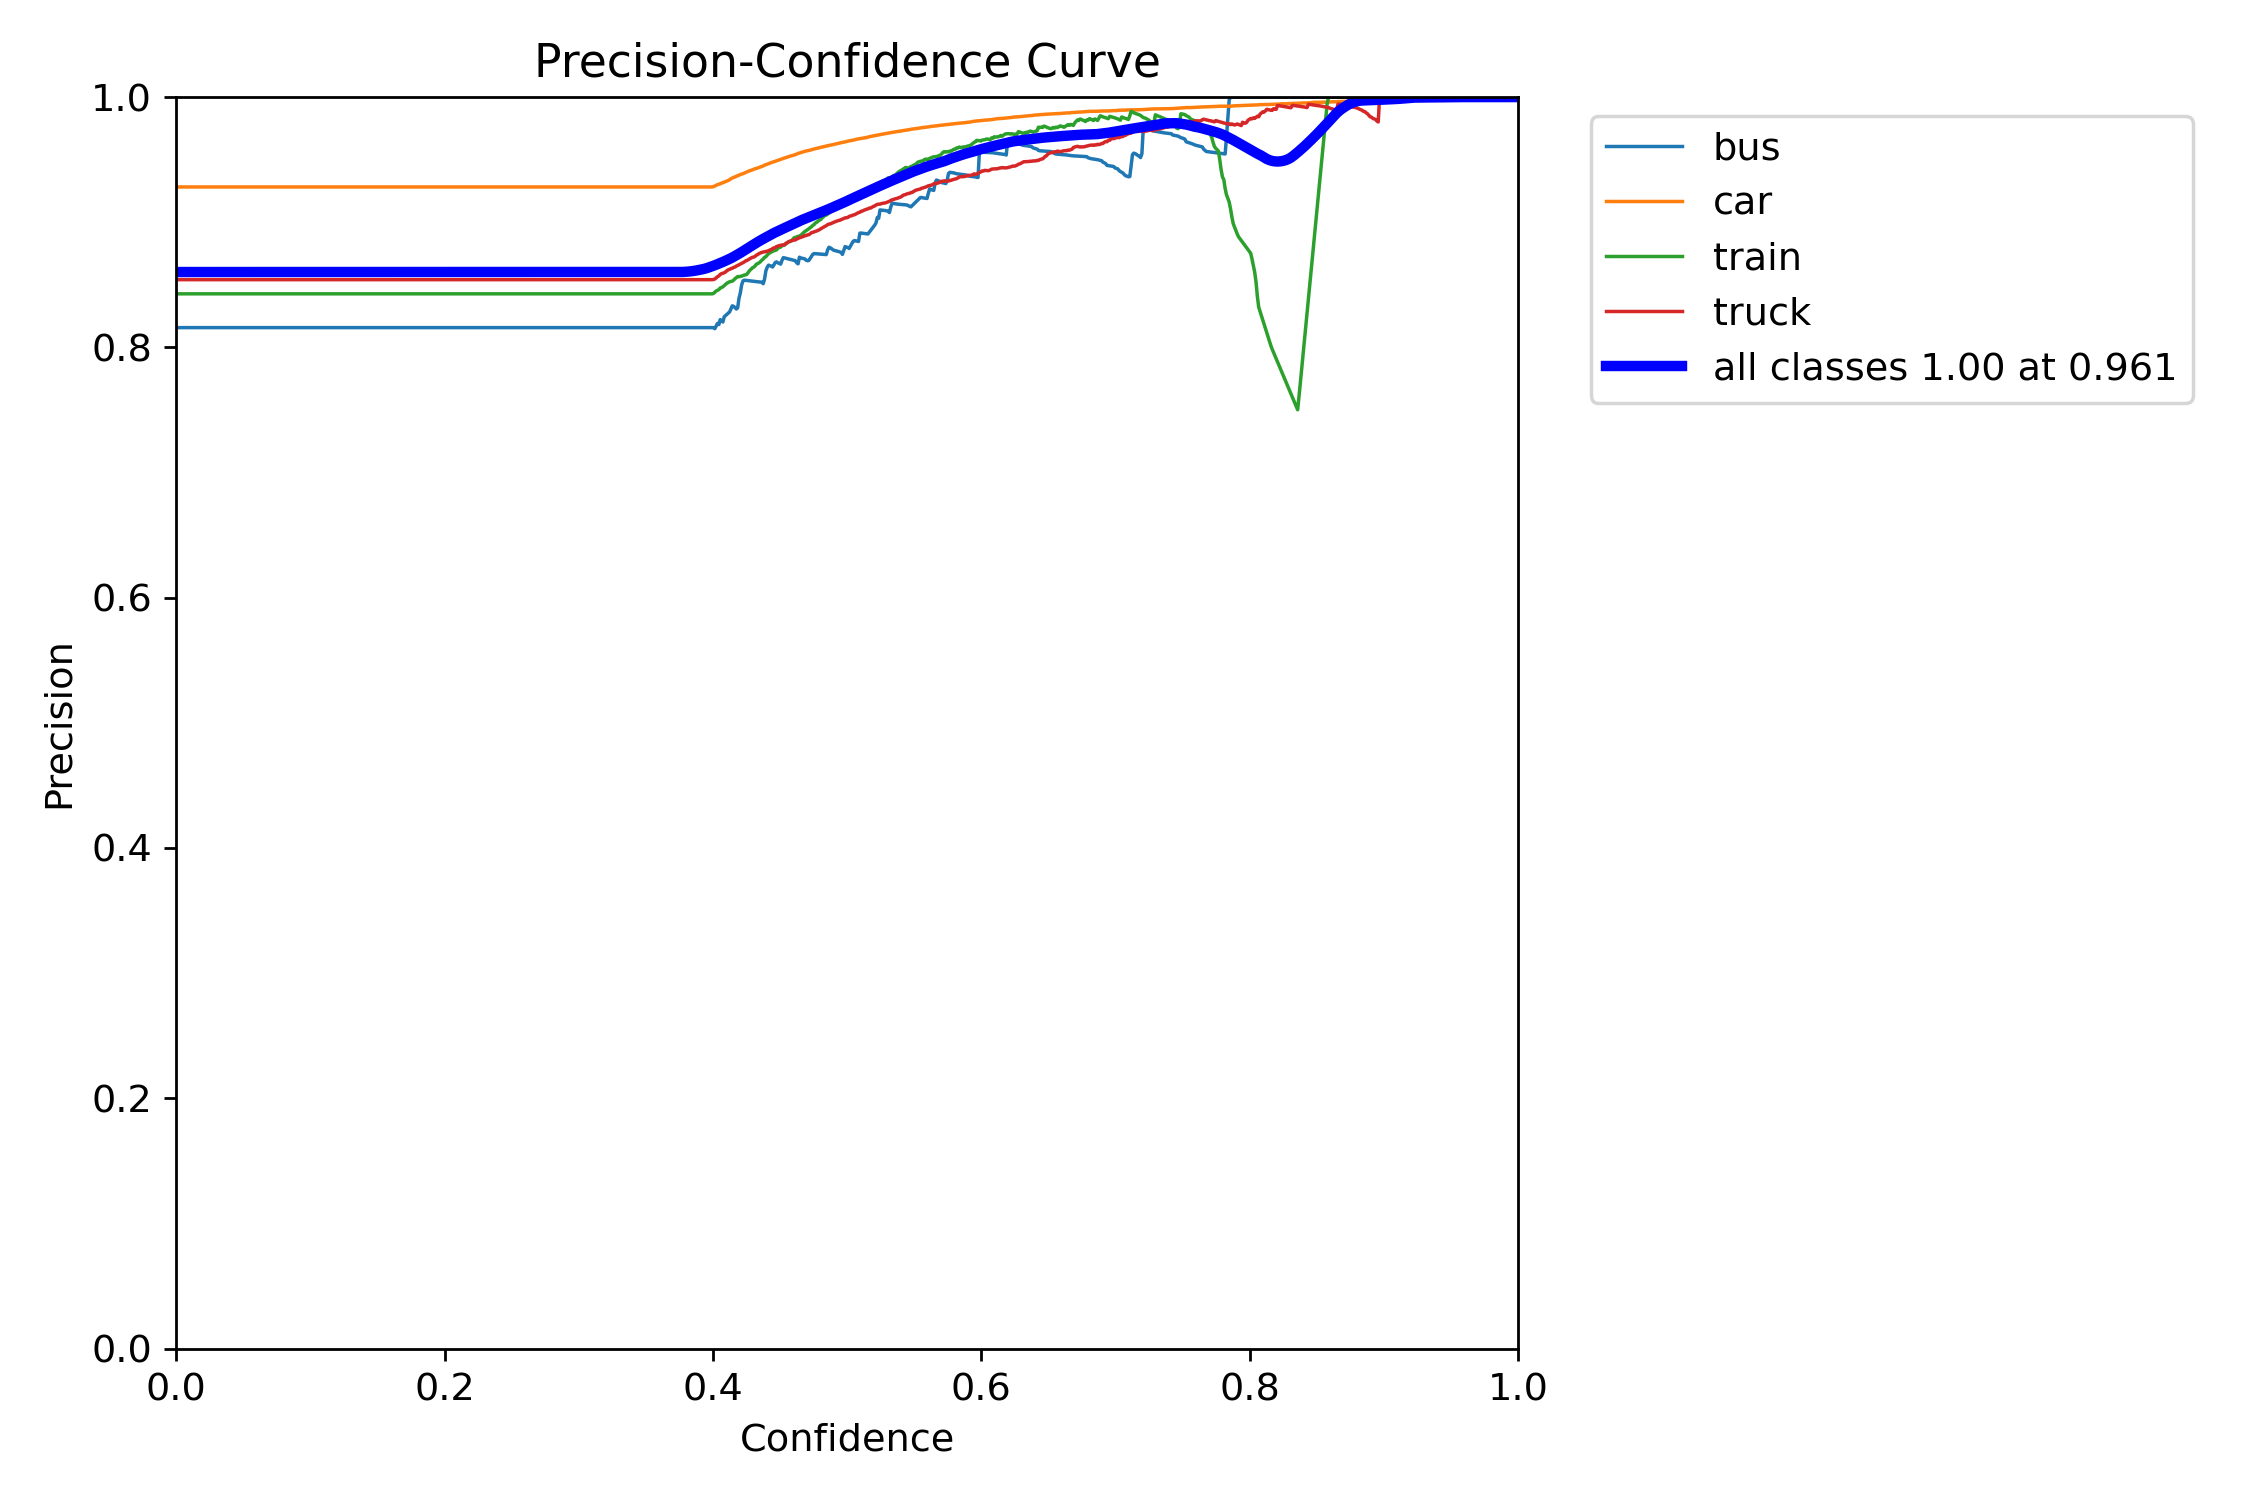 Precision-Confidence Curve
1.0
0.8
0.6
0.4
0.2
0.0
Precision
0.0 0.2 0.4 0.6 0.8 1.0
Confidence
bus
car
train
truck
all classes 1.00 at 0.961